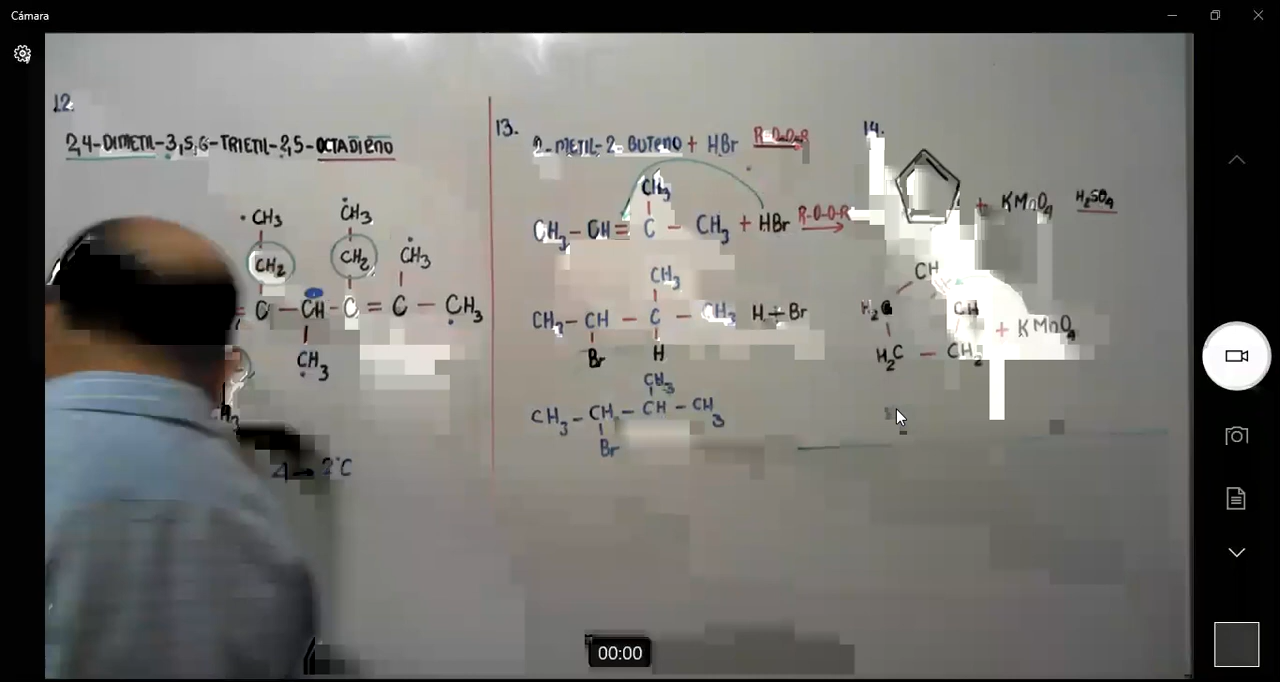 Cámara
12.
2,4-DIMETIL-3,5,6-TRIETIL-2,5-OCTADIENO
CH3 CH3
CH2 CH2 CH3
= C - CH - C = C - CH3
CH3
H3
Δ → 2°C
13.
2-METIL-2-BUTENO + HBr R-O-O-R
CH3
CH3 - CH = C - CH3 + HBr R-O-O-R
CH3
CH3 - CH - C - CH3 H + Br
Br H
CH3
CH3 - CH - CH - CH3
Br
14.
+ KMnO4 H2SO4
CH
H2C CH + KMnO4
H2C - CH2
00:00